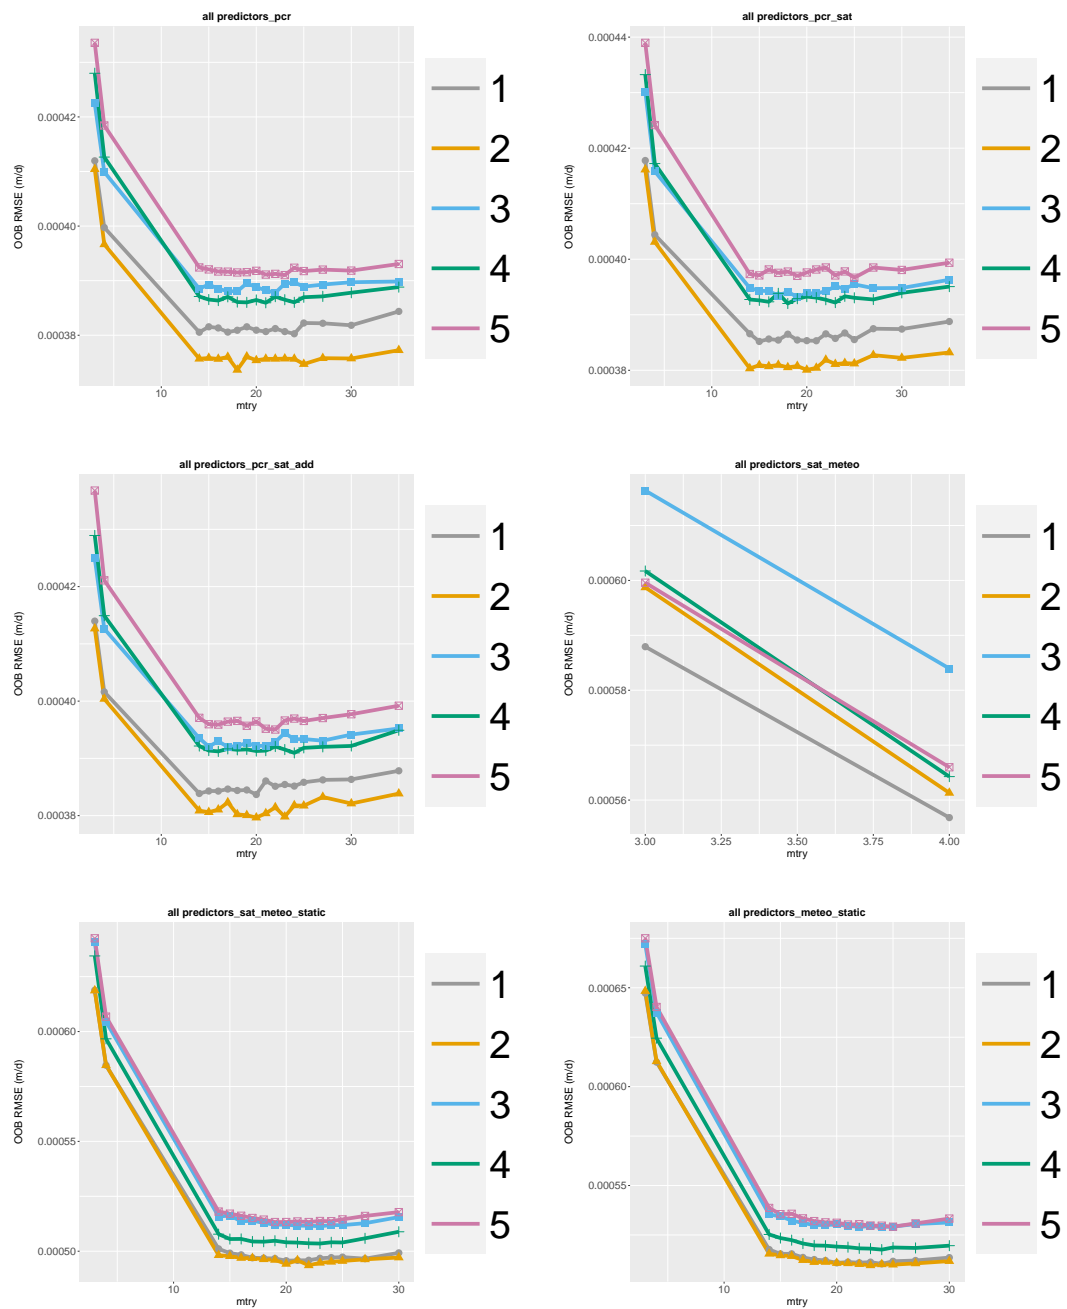 all predictors_pcr
OOB RMSE (m/d)
0.00042
0.00040
0.00038
10 20 30
mtry
1
2
3
4
5
all predictors_pcr_sat
OOB RMSE (m/d)
0.00044
0.00042
0.00040
0.00038
10 20 30
mtry
1
2
3
4
5
all predictors_pcr_sat_add
OOB RMSE (m/d)
0.00042
0.00040
0.00038
10 20 30
mtry
1
2
3
4
5
all predictors_sat_meteo
OOB RMSE (m/d)
0.00060
0.00058
0.00056
3.00 3.25 3.50 3.75 4.00
mtry
1
2
3
4
5
all predictors_sat_meteo_static
OOB RMSE (m/d)
0.00060
0.00055
0.00050
10 20 30
mtry
1
2
3
4
5
all predictors_meteo_static
OOB RMSE (m/d)
0.00065
0.00060
0.00055
10 20 30
mtry
1
2
3
4
5